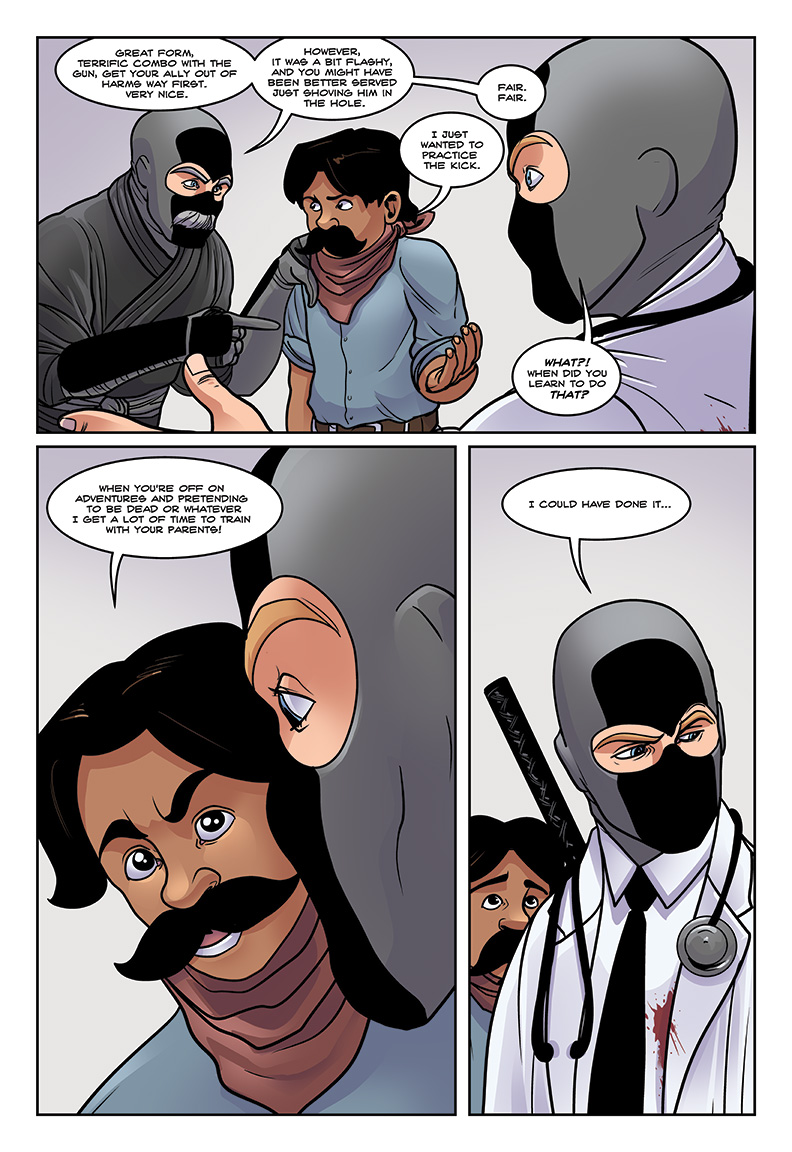 GREAT FORM,
TERRIFIC COMBO WITH THE
GUN, GET YOUR ALLY OUT OF
HARMS WAY FIRST.
VERY NICE.
HOWEVER,
IT WAS A BIT FLASHY,
AND YOU MIGHT HAVE
BEEN BETTER SERVED
JUST SHOVING HIM IN
THE HOLE.
FAIR.
FAIR.
I JUST
WANTED TO
PRACTICE
THE KICK.
WHAT?!
WHEN DID YOU
LEARN TO DO
THAT?
WHEN YOU'RE OFF ON
ADVENTURES AND PRETENDING
TO BE DEAD OR WHATEVER
I GET A LOT OF TIME TO TRAIN
WITH YOUR PARENTS!
I COULD HAVE DONE IT...